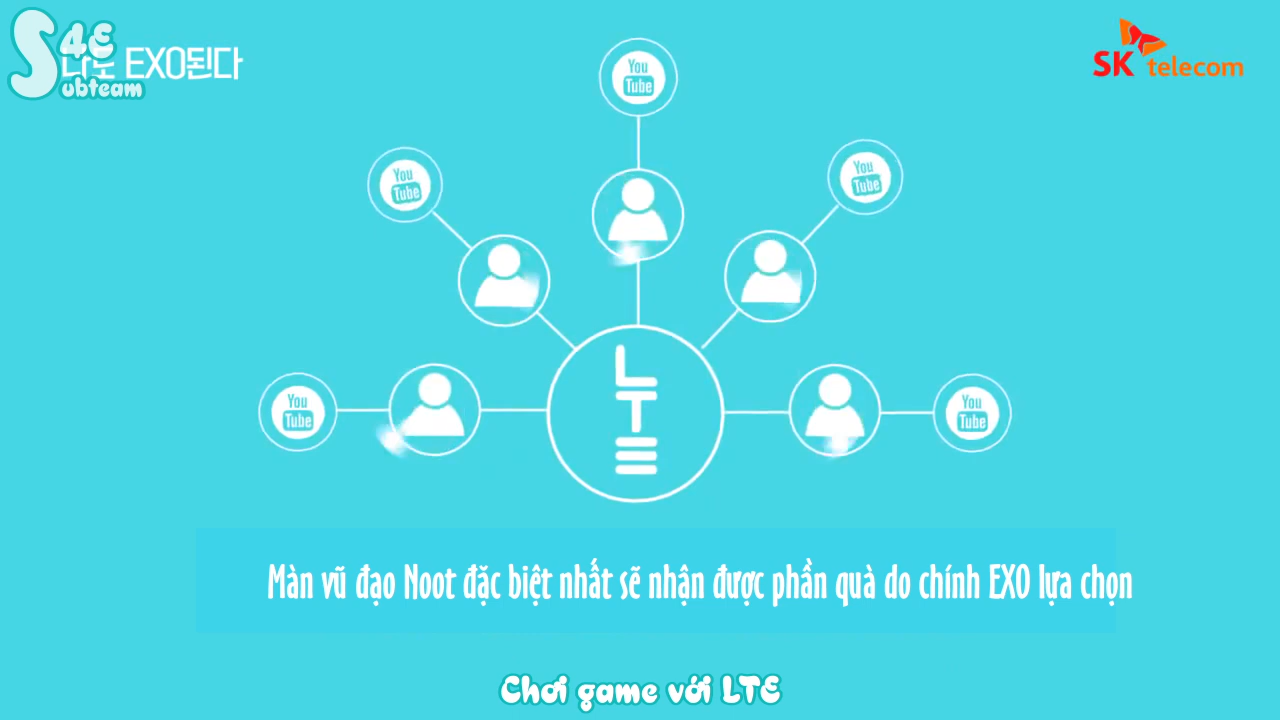 S4E
Subteam
나도 EXO된다
SK telecom
You
Tube
You
Tube
You
Tube
You
Tube
You
Tube
LTE
Màn vũ đạo Noot đặc biệt nhất sẽ nhận được phần quà do chính EXO lựa chọn
Chơi game với LTE